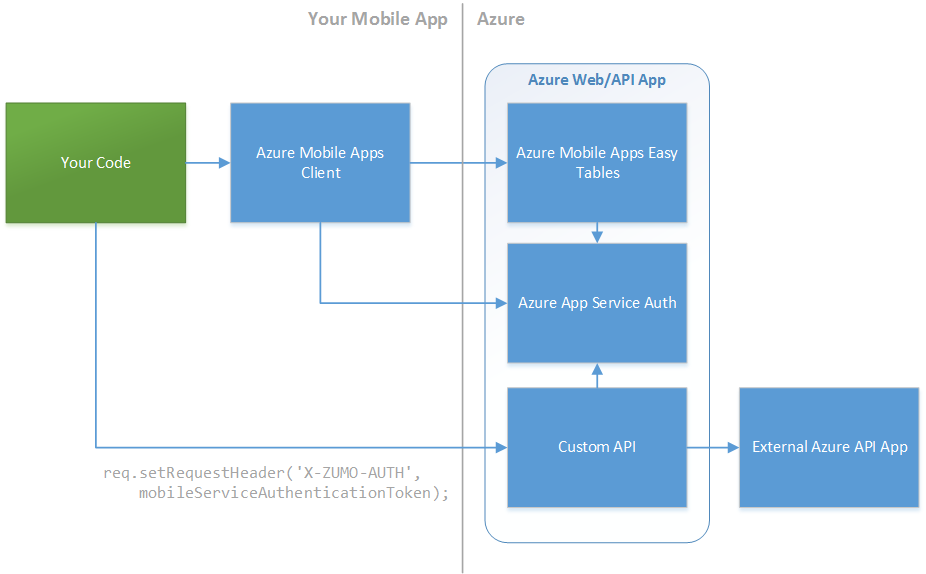 Your Mobile App
Azure
Azure Web/API App
Your Code
Azure Mobile Apps
Client
Azure Mobile Apps Easy
Tables
Azure App Service Auth
Custom API
External Azure API App
req.setRequestHeader('X-ZUMO-AUTH',
mobileServiceAuthenticationToken);